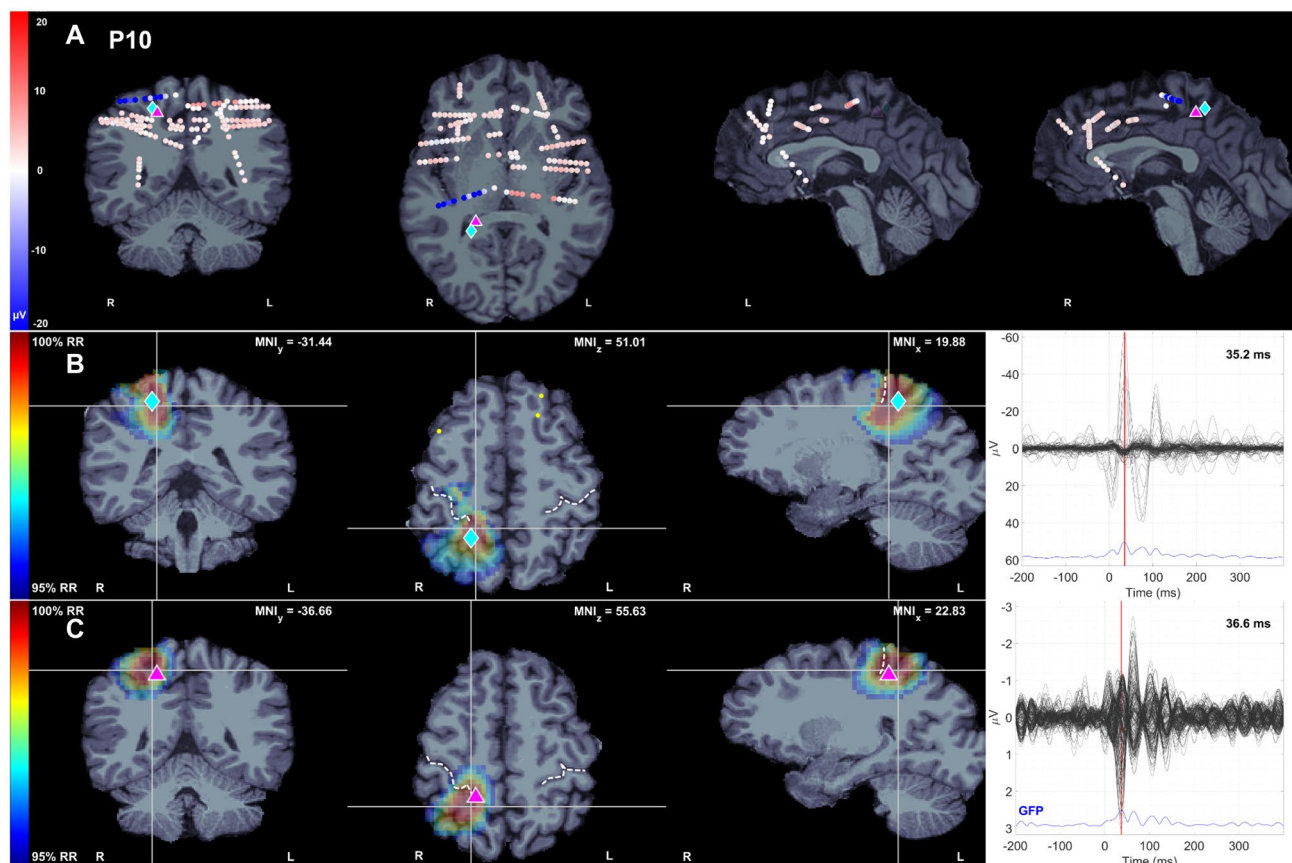 20
A
P10
10
0
-10
-20
μV
R
L
R
L
L
R
100% RR
B
MNIy = -31.44
MNIz = 51.01
MNIx = 19.88
95% RR
R
L
R
L
R
L
-60
-40
-20
0
20
40
60
μV
35.2 ms
-200
-100
0
100
200
300
Time (ms)
100% RR
C
MNIy = -36.66
MNIz = 55.63
MNIx = 22.83
95% RR
R
L
R
L
R
L
-3
-2
-1
0
1
2
3
μV
36.6 ms
GFP
-200
-100
0
100
200
300
Time (ms)